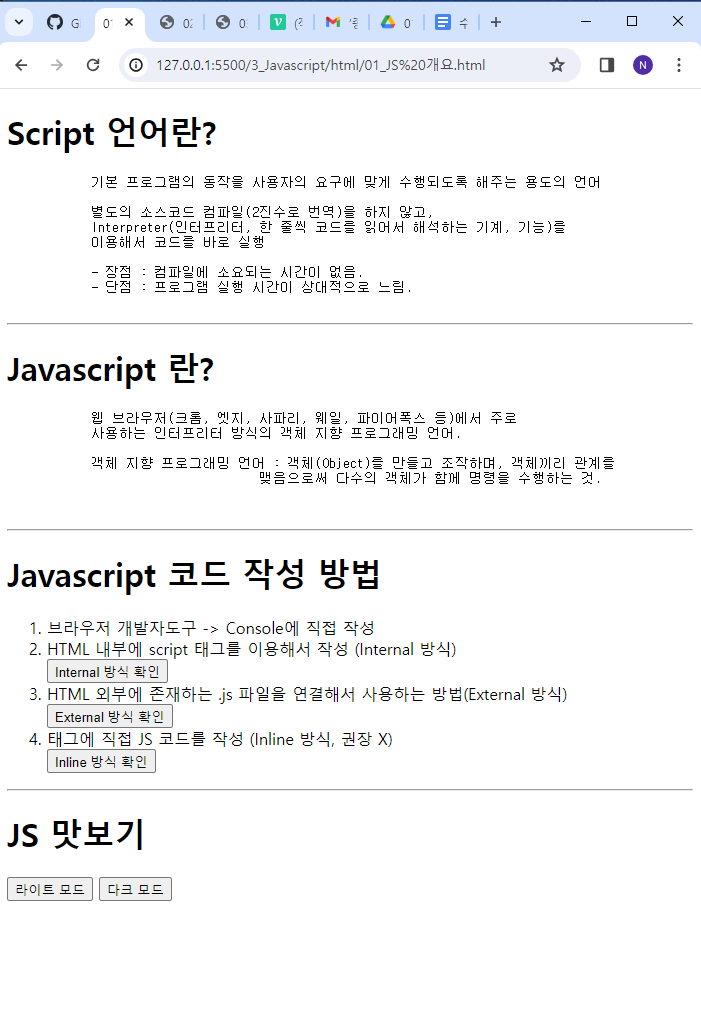 01
127.0.0.1:5500/3_Javascript/html/01_JS%20개요.html
N
Script 언어란?
기본 프로그램의 동작을 사용자의 요구에 맞게 수행되도록 해주는 용도의 언어
별도의 소스코드 컴파일(2진수로 번역)을 하지 않고,
Interpreter(인터프리터, 한 줄씩 코드를 읽어서 해석하는 기계, 기능)를
이용해서 코드를 바로 실행
- 장점 : 컴파일에 소요되는 시간이 없음.
- 단점 : 프로그램 실행 시간이 상대적으로 느림.
Javascript 란?
웹 브라우저(크롬, 엣지, 사파리, 웨일, 파이어폭스 등)에서 주로
사용하는 인터프리터 방식의 객체 지향 프로그래밍 언어.
객체 지향 프로그래밍 언어 : 객체(Object)를 만들고 조작하며, 객체끼리 관계를
맺음으로써 다수의 객체가 함께 명령을 수행하는 것.
Javascript 코드 작성 방법
1. 브라우저 개발자도구 -> Console에 직접 작성
2. HTML 내부에 script 태그를 이용해서 작성 (Internal 방식)
Internal 방식 확인
3. HTML 외부에 존재하는 .js 파일을 연결해서 사용하는 방법(External 방식)
External 방식 확인
4. 태그에 직접 JS 코드를 작성 (Inline 방식, 권장 X)
Inline 방식 확인
JS 맛보기
라이트 모드 다크 모드